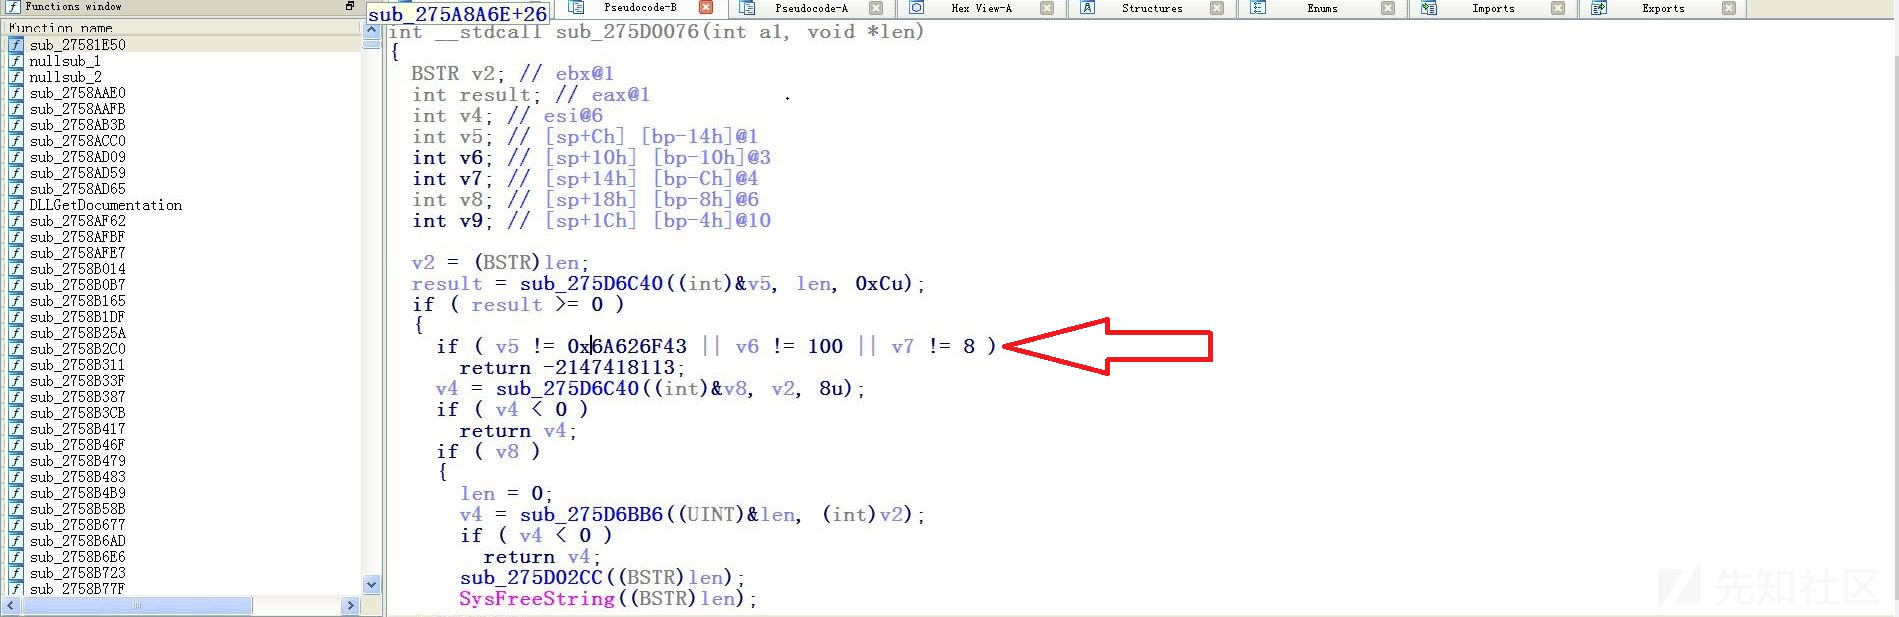 Functions window
sub_275A8A6E+26
Pseudocode-B
Pseudocode-A
Hex View-A
Structures
Enums
Imports
Exports
Function name
sub_27581E50
nullsub_1
nullsub_2
sub_2758AAE0
sub_2758AAFB
sub_2758AB3B
sub_2758ACC0
sub_2758AD09
sub_2758AD59
sub_2758AD65
DLLGetDocumentation
sub_2758AF62
sub_2758AFBF
sub_2758AFE7
sub_2758B014
sub_2758B0B7
sub_2758B165
sub_2758B1DF
sub_2758B25A
sub_2758B2C0
sub_2758B311
sub_2758B33F
sub_2758B387
sub_2758B3CB
sub_2758B417
sub_2758B46F
sub_2758B479
sub_2758B483
sub_2758B4B9
sub_2758B58B
sub_2758B677
sub_2758B6AD
sub_2758B6E6
sub_2758B723
sub_2758B77F
int __stdcall sub_275D0076(int a1, void *len)
{
BSTR v2; // ebx@1
int result; // eax@1
int v4; // esi@6
int v5; // [sp+Ch] [bp-14h]@1
int v6; // [sp+10h] [bp-10h]@3
int v7; // [sp+14h] [bp-Ch]@4
int v8; // [sp+18h] [bp-8h]@6
int v9; // [sp+1Ch] [bp-4h]@10
v2 = (BSTR)len;
result = sub_275D6C40((int)&v5, len, 0xCu);
if ( result >= 0 )
{
if ( v5 != 0x6A626F43 || v6 != 100 || v7 != 8 )
return -2147418113;
v4 = sub_275D6C40((int)&v8, v2, 8u);
if ( v4 < 0 )
return v4;
if ( v8 )
{
len = 0;
v4 = sub_275D6BB6((UINT)&len, (int)v2);
if ( v4 < 0 )
return v4;
sub_275D02CC((BSTR)len);
SysFreeString((BSTR)len);
先知社区